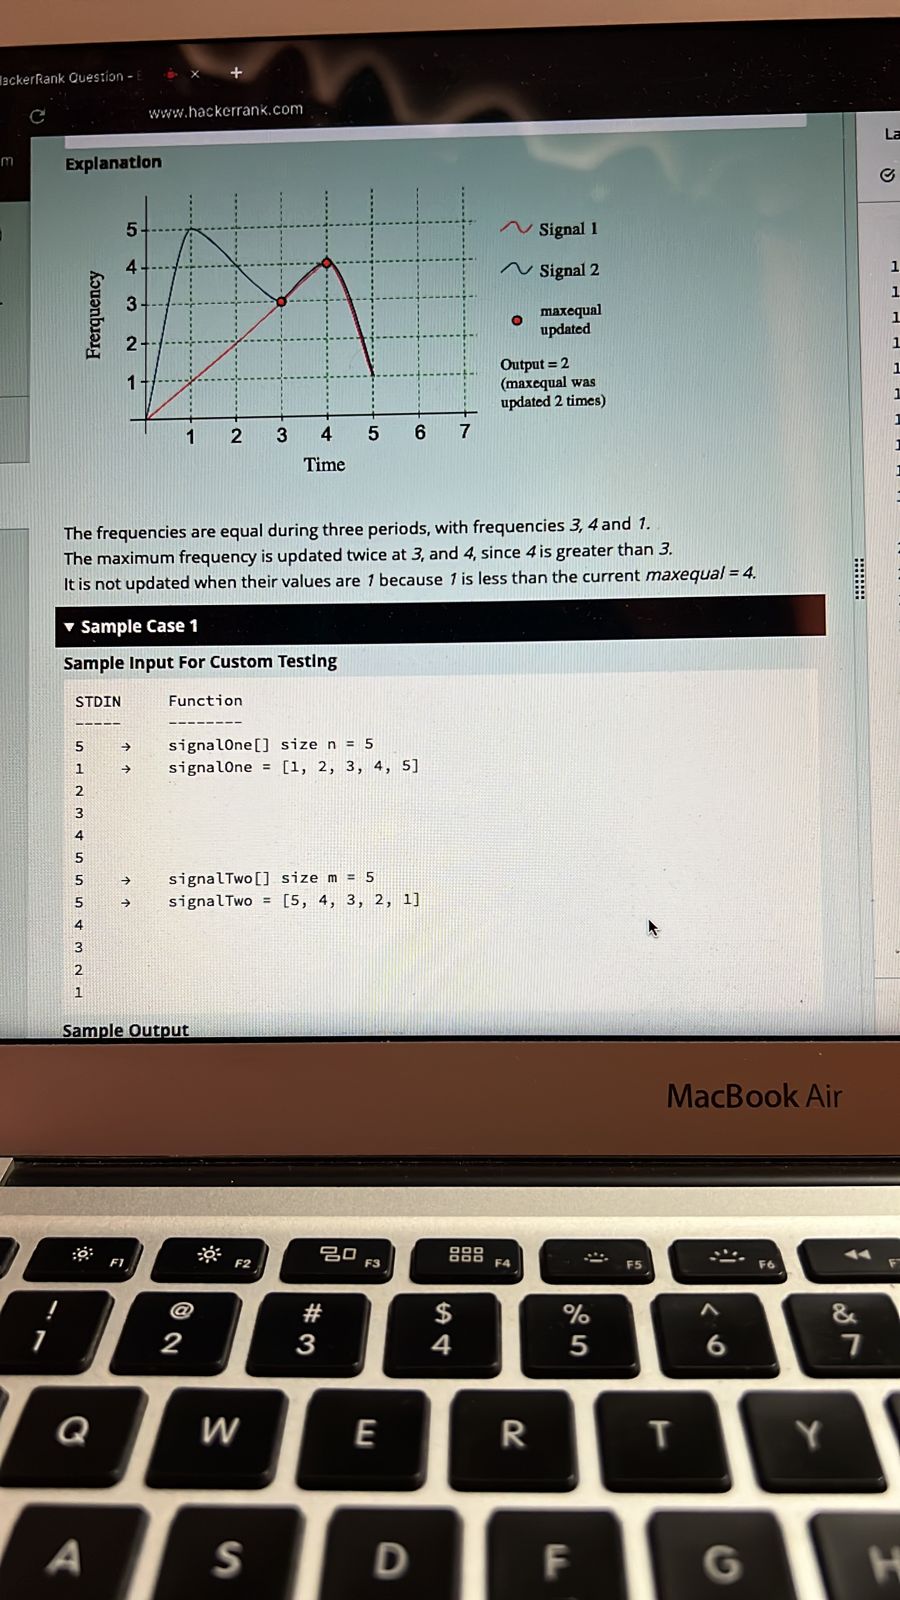 HackerRank Question - E
www.hackerrank.com
La
m
Explanation
5
4
3
2
1
Frerquency
1 2 3 4 5 6 7
Time
Signal 1
Signal 2
maxequal
updated
Output = 2
(maxequal was
updated 2 times)
The frequencies are equal during three periods, with frequencies 3, 4 and 1.
The maximum frequency is updated twice at 3, and 4, since 4 is greater than 3.
It is not updated when their values are 1 because 1 is less than the current maxequal = 4.
▼ Sample Case 1
Sample Input For Custom Testing
STDIN Function
----- --------
5 → signalOne[] size n = 5
1 → signalOne = [1, 2, 3, 4, 5]
2
3
4
5
5 → signalTwo[] size m = 5
5 → signalTwo = [5, 4, 3, 2, 1]
4
3
2
1
Sample Output
MacBook Air
F1 F2 F3 F4 F5 F6
! @ # $ % ^ &
1 2 3 4 5 6 7
Q W E R T Y
A S D F G H